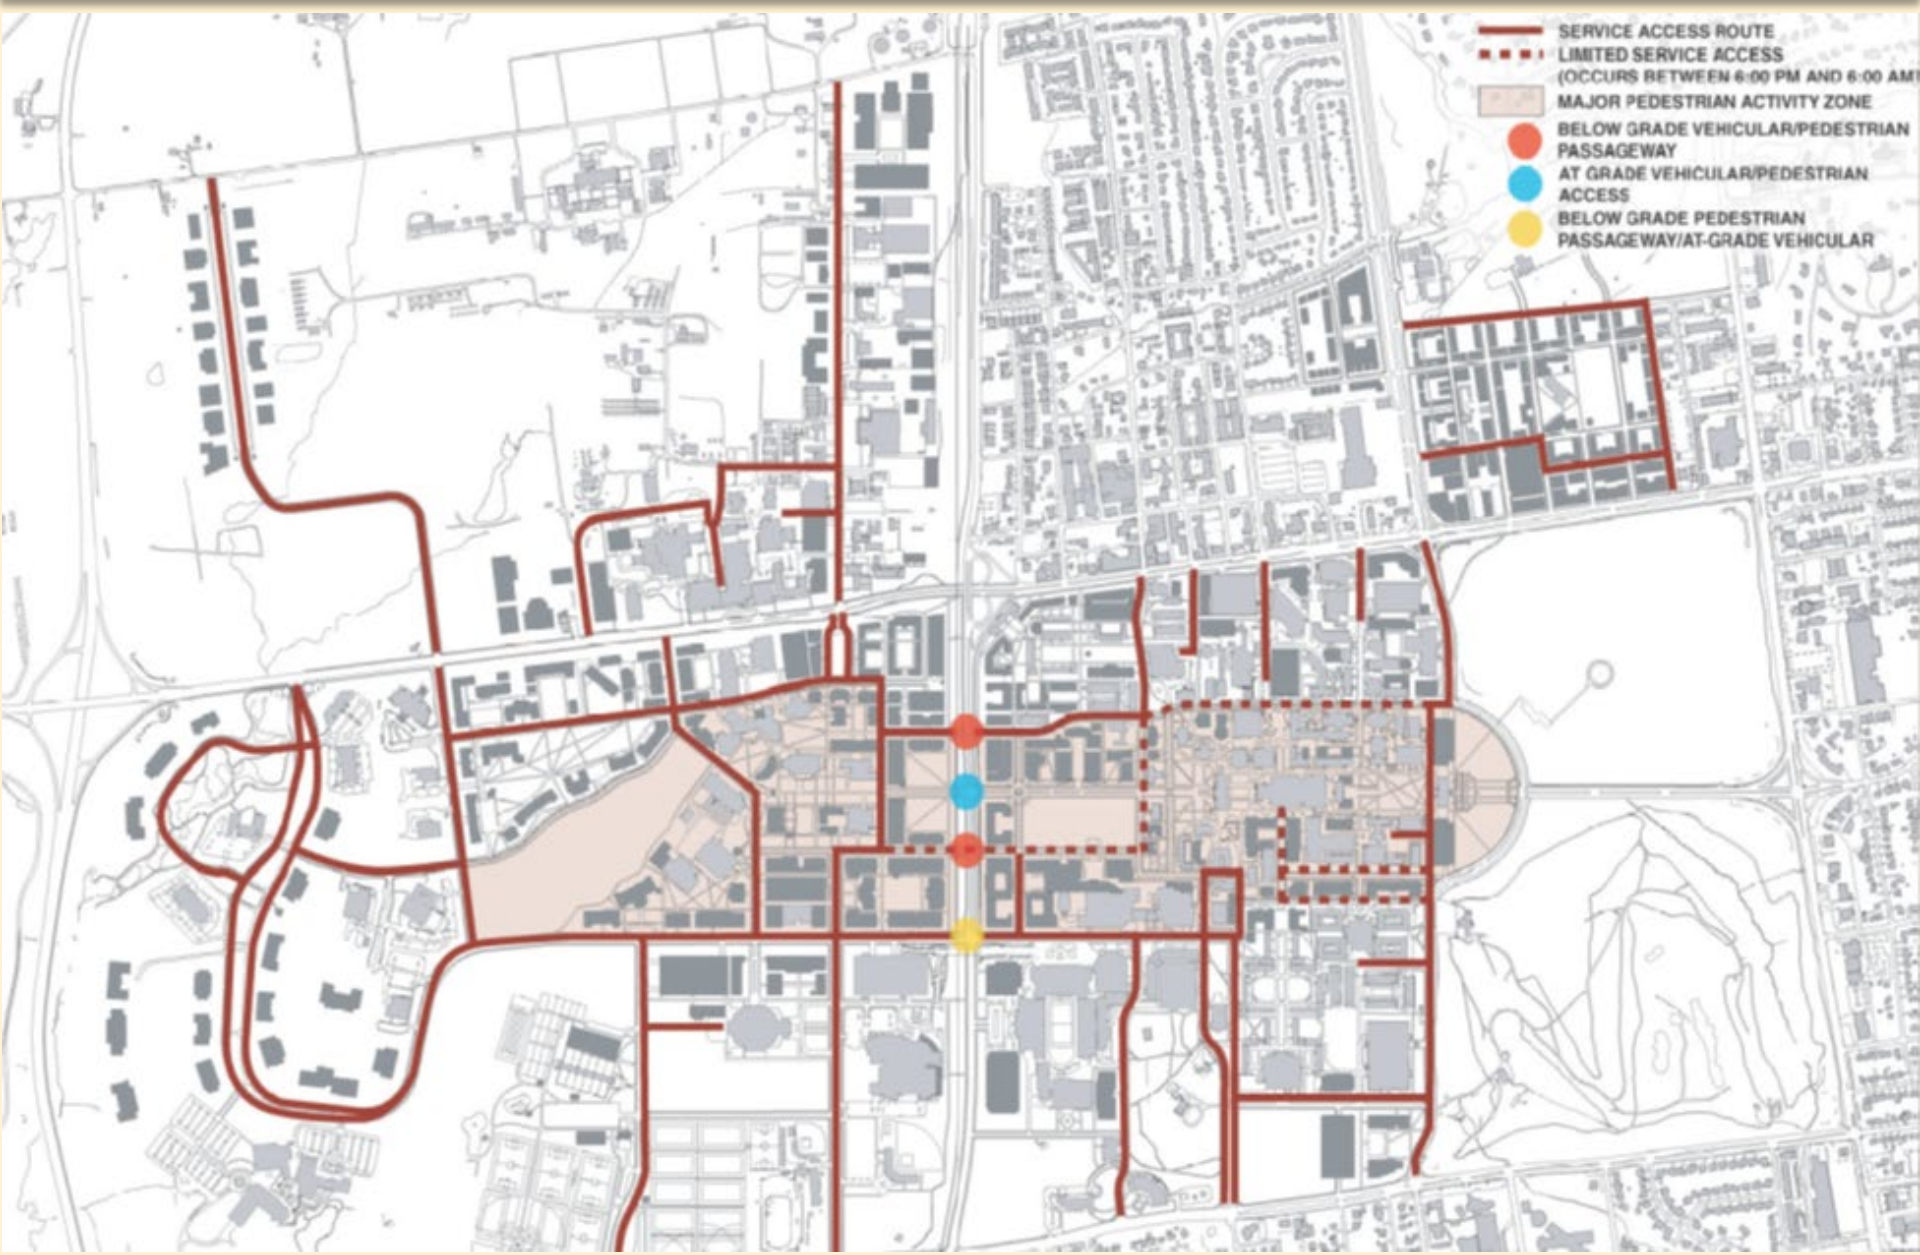 SERVICE ACCESS ROUTE
LIMITED SERVICE ACCESS
(OCCURS BETWEEN 6:00 PM AND 6:00 AM)
MAJOR PEDESTRIAN ACTIVITY ZONE
BELOW GRADE VEHICULAR/PEDESTRIAN
PASSAGEWAY
AT GRADE VEHICULAR/PEDESTRIAN
ACCESS
BELOW GRADE PEDESTRIAN
PASSAGEWAY/AT-GRADE VEHICULAR